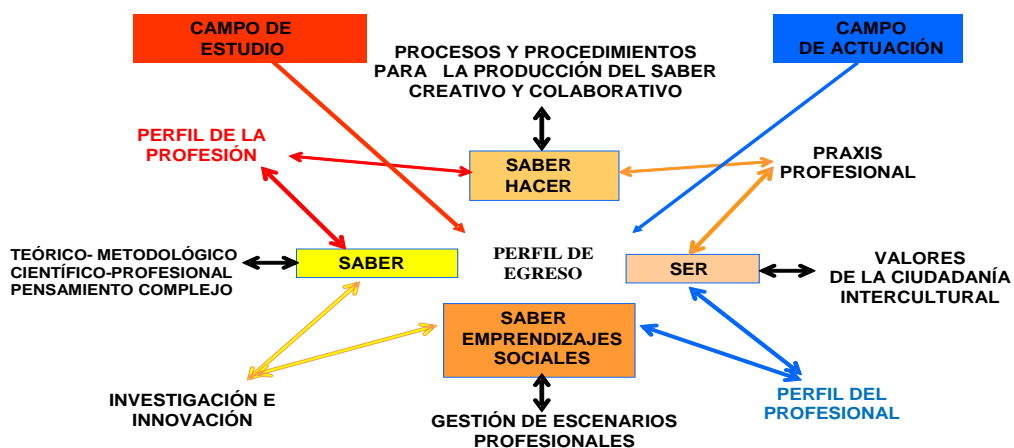 CAMPO DE
ESTUDIO
CAMPO
DE ACTUACIÓN
PROCESOS Y PROCEDIMIENTOS
PARA LA PRODUCCIÓN DEL SABER
CREATIVO Y COLABORATIVO
PERFIL DE LA
PROFESIÓN
SABER
HACER
PRAXIS
PROFESIONAL
TEÓRICO- METODOLÓGICO
CIENTÍFICO-PROFESIONAL
PENSAMIENTO COMPLEJO
SABER
PERFIL DE
EGRESO
SER
VALORES
DE LA CIUDADANÍA
INTERCULTURAL
SABER
EMPRENDIZAJES
SOCIALES
INVESTIGACIÓN E
INNOVACIÓN
GESTIÓN DE ESCENARIOS
PROFESIONALES
PERFIL DEL
PROFESIONAL